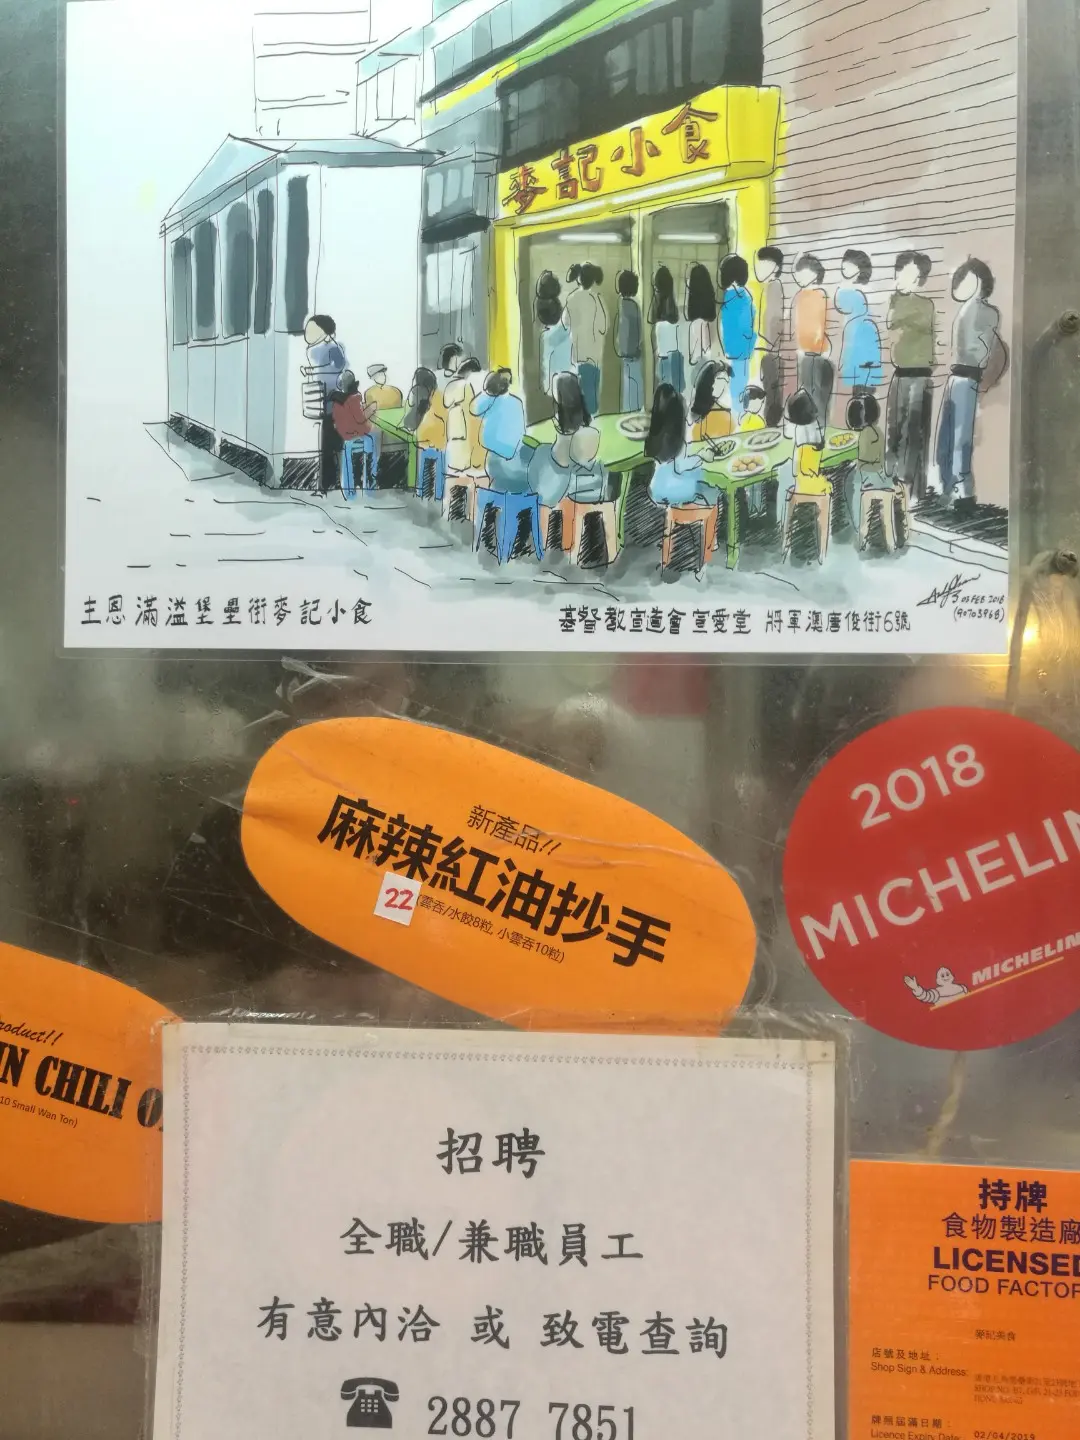 麥記小食
主恩滿溢堡壘街麥記小食
基督教宣道會宣愛堂 將軍澳唐俊街6號
03 FEB 2018
(90703968)
2018
MICHELIN
MICHELIN
新產品!!
麻辣紅油抄手
22
(雲吞/水餃8粒, 小雲吞10粒)
roduct!!
IN CHILI O
10 Small Wan Ton)
招聘
全職/兼職員工
有意內洽 或 致電查詢
2887 7851
持牌
食物製造廠
LICENSED
FOOD FACTOR
店號及地址：
Shop Sign & Address:
牌照屆滿日期：
Licence Expiry Date:
02/04/2019